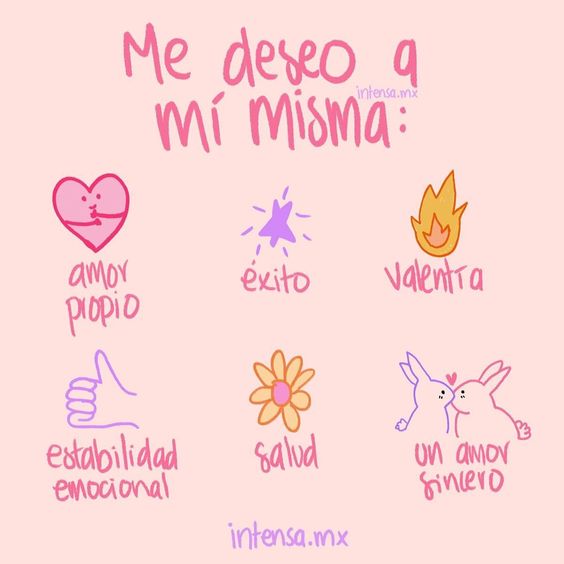 Me deseo a
intensa.mx
mí misma:
amor
propio
éxito
valentía
estabilidad
emocional
salud
un amor
sincero
intensa.mx